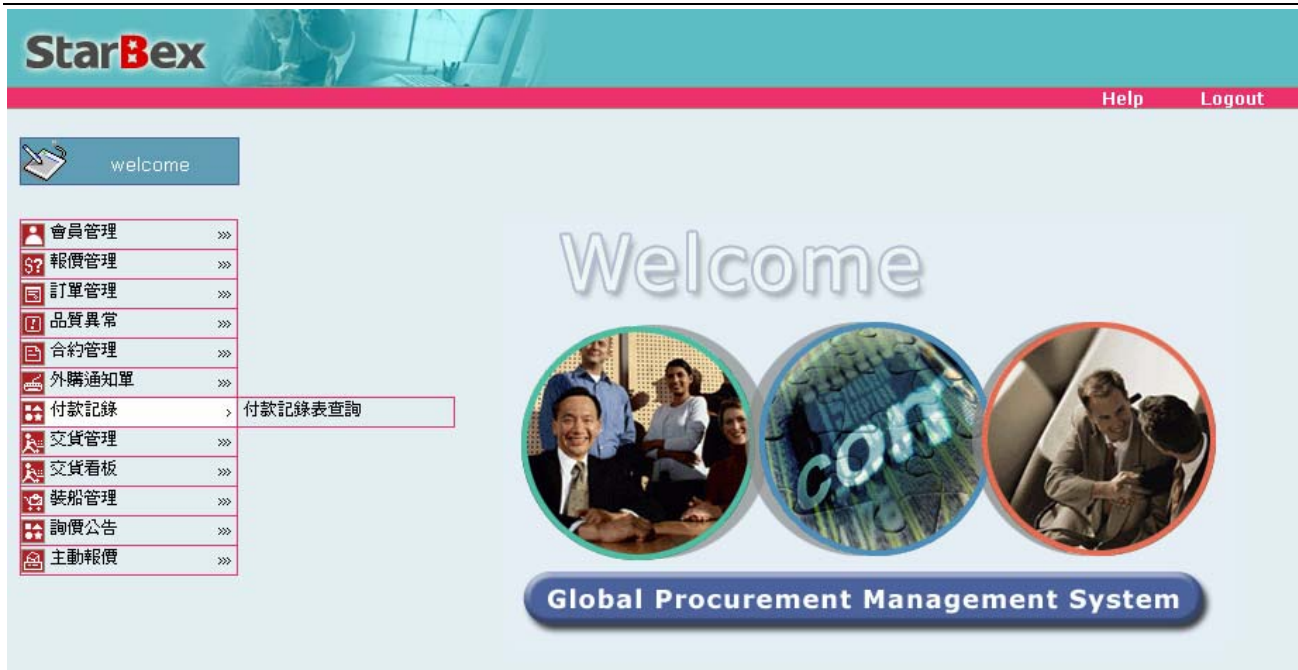 StarBex
Help Logout
welcome
會員管理 »»
報價管理 »»
訂單管理 »»
品質異常 »»
合約管理 »»
外購通知單 »»
付款記錄 › 付款記錄表查詢
交貨管理 »»
交貨看板 »»
裝船管理 »»
詢價公告 »»
主動報價 »»
Welcome
com
Global Procurement Management System